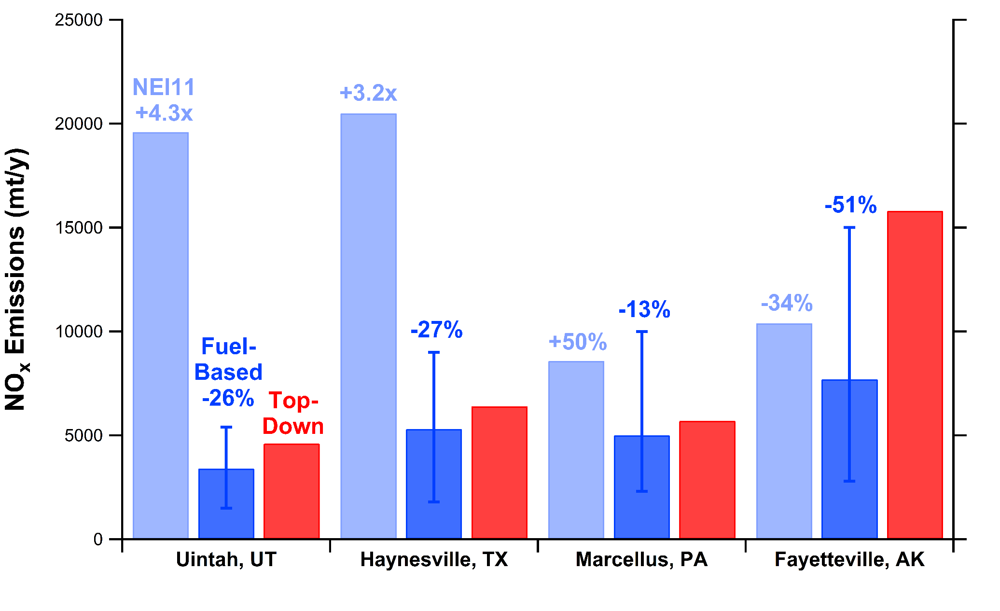 25000
20000
15000
10000
5000
0
NOx Emissions (mt/y)
NEI11
+4.3x
Fuel-
Based
-26%
Top-
Down
+3.2x
-27%
+50%
-13%
-34%
-51%
Uintah, UT
Haynesville, TX
Marcellus, PA
Fayetteville, AK